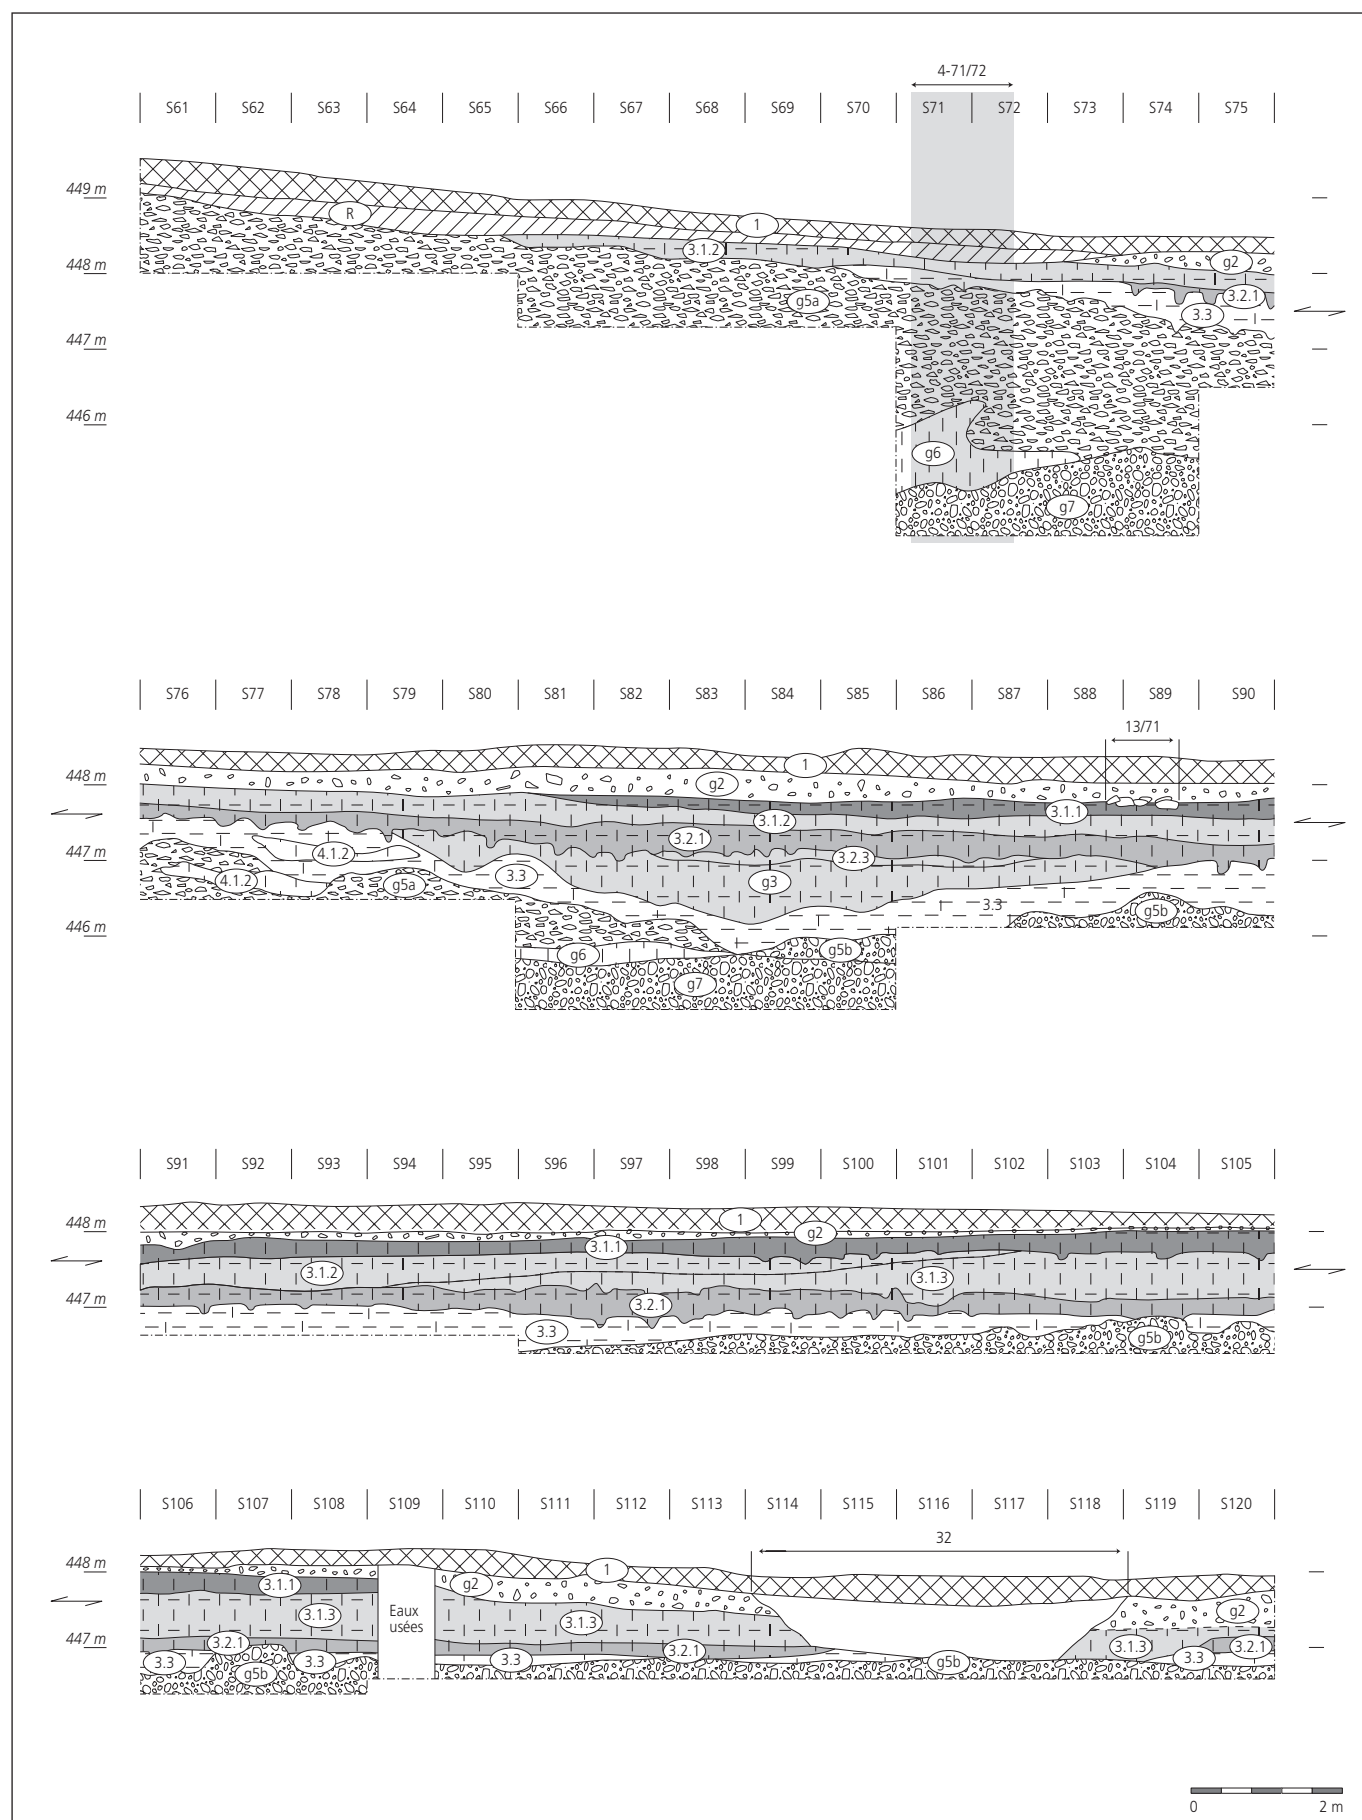 4-71/72
S61 S62 S63 S64 S65 S66 S67 S68 S69 S70 S71 S72 S73 S74 S75
449 m
R
1
448 m
3.1.2
g2
g5a
3.2.1
3.3
447 m
446 m
g6
g7
S76 S77 S78 S79 S80 S81 S82 S83 S84 S85 S86 S87 S88 S89 S90
13/71
1
448 m
g2
3.1.1
3.1.2
3.2.1
447 m
4.1.2
3.2.3
4.1.2
g5a
3.3
g3
3.3
g5b
446 m
g6
g5b
g7
S91 S92 S93 S94 S95 S96 S97 S98 S99 S100 S101 S102 S103 S104 S105
448 m
1
g2
3.1.1
3.1.2
3.1.3
447 m
3.2.1
3.3
g5b
S106 S107 S108 S109 S110 S111 S112 S113 S114 S115 S116 S117 S118 S119 S120
32
448 m
1
3.1.1
g2
3.1.3
Eaux
usées
3.1.3
g2
447 m
3.2.1
3.2.1
3.1.3
3.2.1
3.3
g5b
3.3
3.3
g5b
3.3
0 2 m